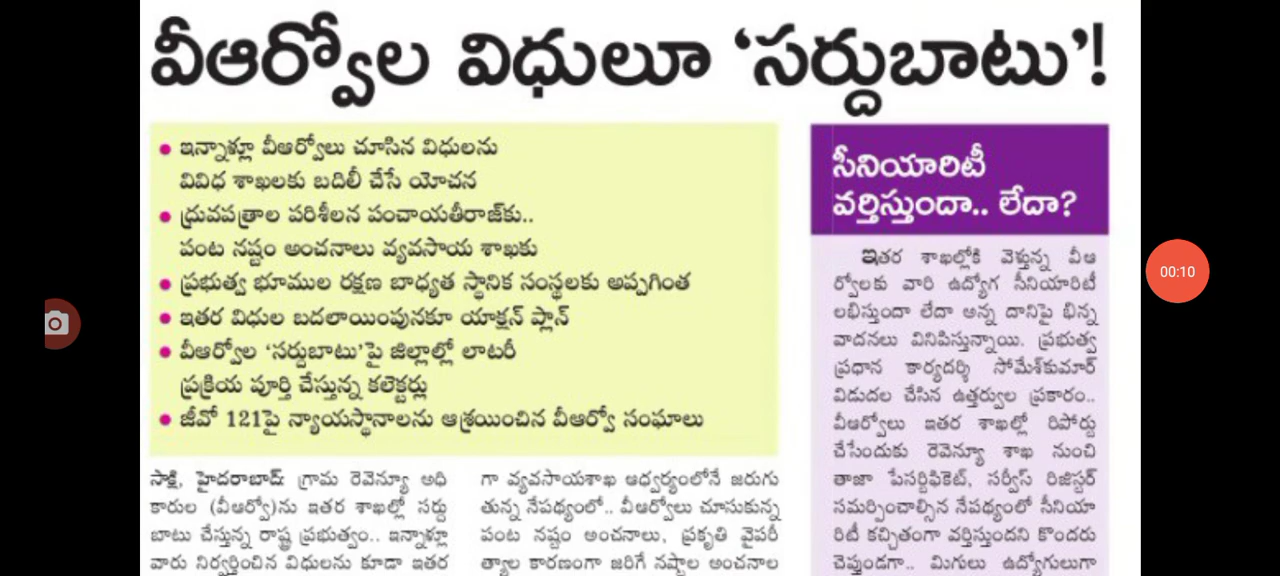 వీఆర్వోల విధులూ ‘సర్దుబాటు’!
• ఇన్నాళ్లూ వీఆర్వోలు చూసిన విధులను
వివిధ శాఖలకు బదిలీ చేసే యోచన
• ధ్రువపత్రాల పరిశీలన పంచాయతీరాజ్‌కు..
పంట నష్టం అంచనాలు వ్యవసాయ శాఖకు
• ప్రభుత్వ భూముల రక్షణ బాధ్యత స్థానిక సంస్థలకు అప్పగింత
• ఇతర విధుల బదలాయింపునకూ యాక్షన్ ప్లాన్
• వీఆర్వోల ‘సర్దుబాటు’పై జిల్లాల్లో లాటరీ
ప్రక్రియ పూర్తి చేస్తున్న కలెక్టర్లు
• జీవో 121పై న్యాయస్థానాలను ఆశ్రయించిన వీఆర్వో సంఘాలు
సాక్షి, హైదరాబాద్: గ్రామ రెవెన్యూ అధి
కారుల (వీఆర్వో)ను ఇతర శాఖల్లో సర్దు
బాటు చేస్తున్న రాష్ట్ర ప్రభుత్వం.. ఇన్నాళ్లూ
వారు నిర్వర్తించిన విధులను కూడా ఇతర
గా వ్యవసాయశాఖ ఆధ్వర్యంలోనే జరుగు
తున్న నేపథ్యంలో.. వీఆర్వోలు చూసుకున్న
పంట నష్టం అంచనాలు, ప్రకృతి వైపరీ
త్యాల కారణంగా జరిగే నష్టాల అంచనాల
సీనియారిటీ
వర్తిస్తుందా.. లేదా?
ఇతర శాఖల్లోకి వెళ్తున్న వీఆ
ర్వోలకు వారి ఉద్యోగ సీనియారిటీ
లభిస్తుందా లేదా అన్న దానిపై భిన్న
వాదనలు వినిపిస్తున్నాయి. ప్రభుత్వ
ప్రధాన కార్యదర్శి సోమేశ్‌కుమార్
విడుదల చేసిన ఉత్తర్వుల ప్రకారం..
వీఆర్వోలు ఇతర శాఖల్లో రిపోర్టు
చేసేందుకు రెవెన్యూ శాఖ నుంచి
తాజా పేసర్టిఫికెట్, సర్వీస్ రిజిస్టర్
సమర్పించాల్సిన నేపథ్యంలో సీనియా
రిటీ కచ్చితంగా వర్తిస్తుందని కొందరు
చెప్తుండగా.. మిగులు ఉద్యోగులుగా
00:10